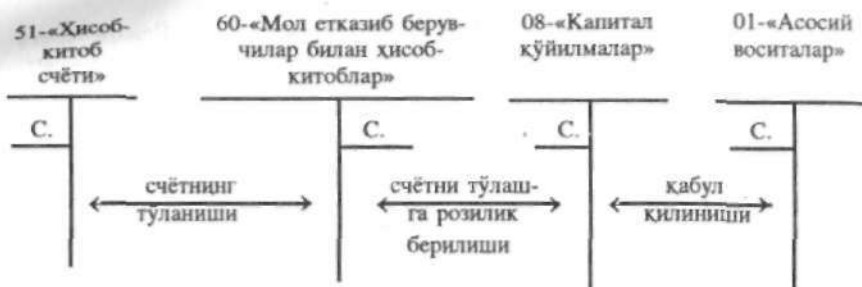 51-«Ҳисоб-
китоб
счёти»
60-«Мол етказиб берув-
чилар билан ҳисоб-
китоблар»
08-«Капитал
қўйилмалар»
01-«Асосий
воситалар»
С.
С.
С.
С.
счётнинг
тўланиши
счётни тўлаш-
га розилик
берилиши
қабул
қилиниши